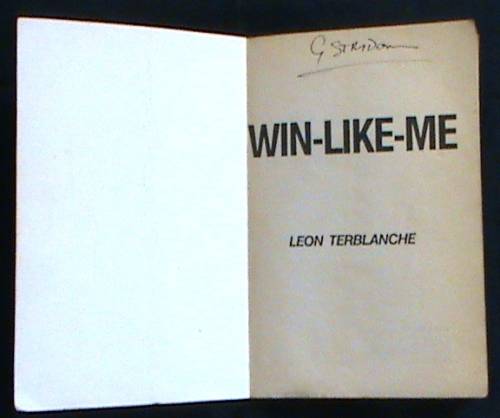 G Strydom
WIN-LIKE-ME
LEON TERBLANCHE